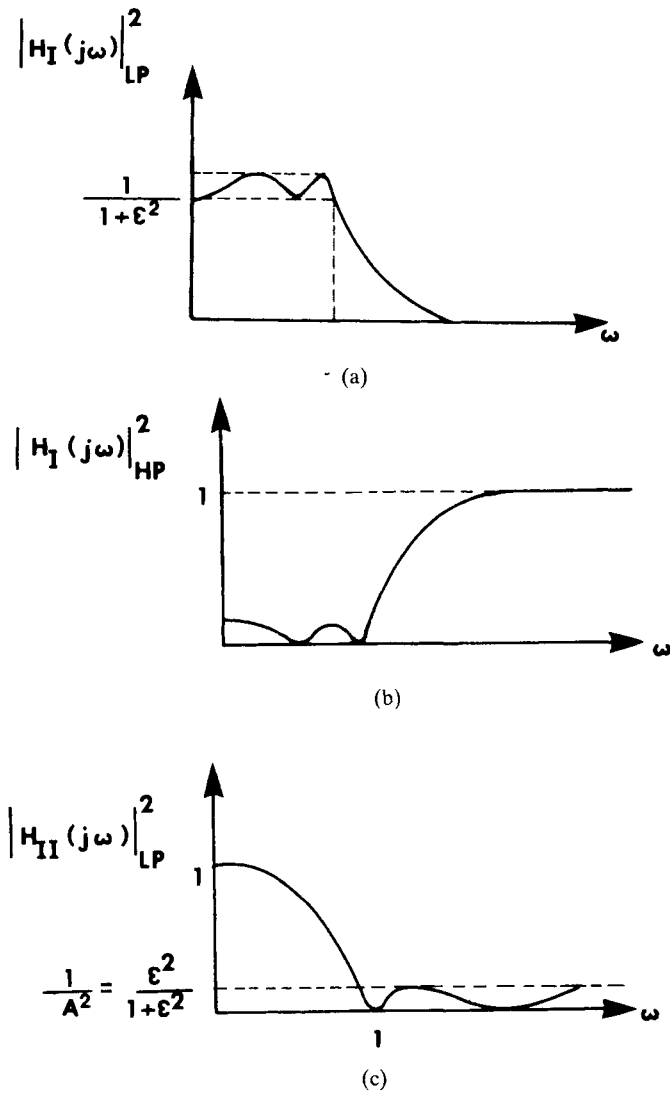 |H_I(jω)|²_LP
1/(1+ε²)
ω
(a)
|H_I(jω)|²_HP
1
ω
(b)
|H_II(jω)|²_LP
1
1/A² = ε²/(1+ε²)
ω
1
(c)